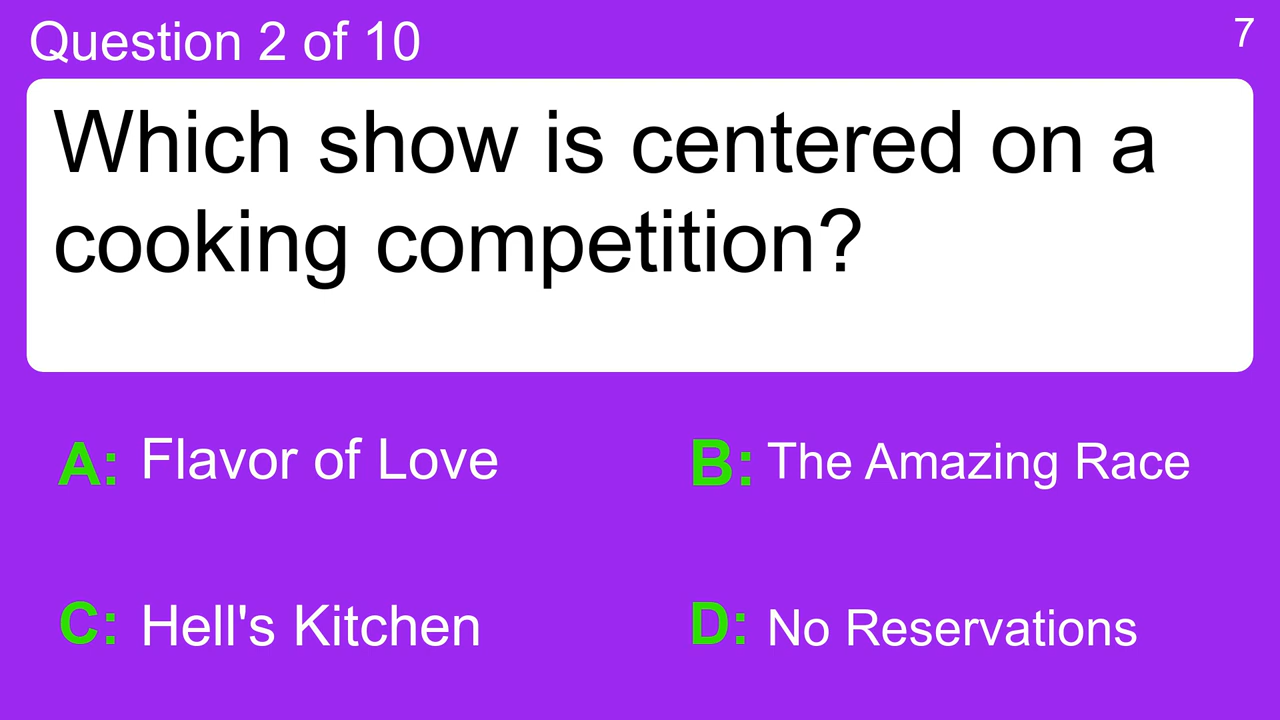 Question 2 of 10
7
Which show is centered on a
cooking competition?
A: Flavor of Love
B: The Amazing Race
C: Hell's Kitchen
D: No Reservations